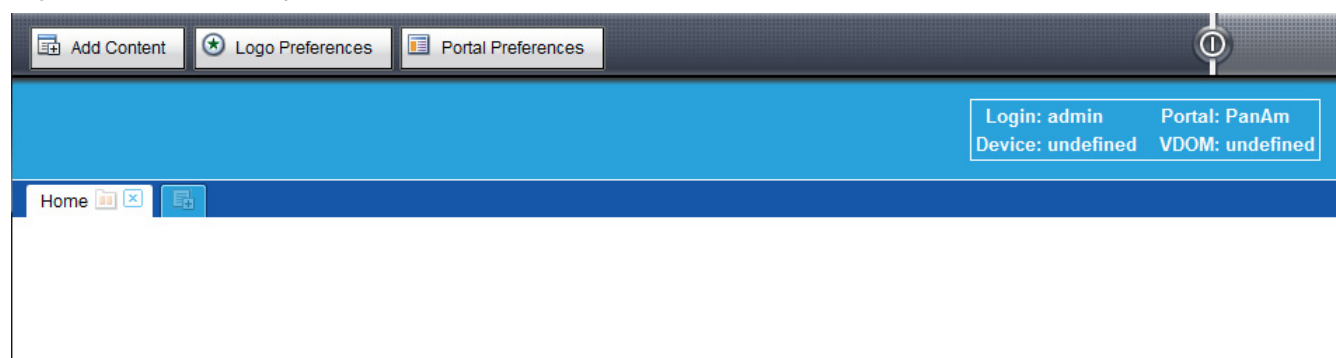 Add Content Logo Preferences Portal Preferences
Login: admin Portal: PanAm
Device: undefined VDOM: undefined
Home